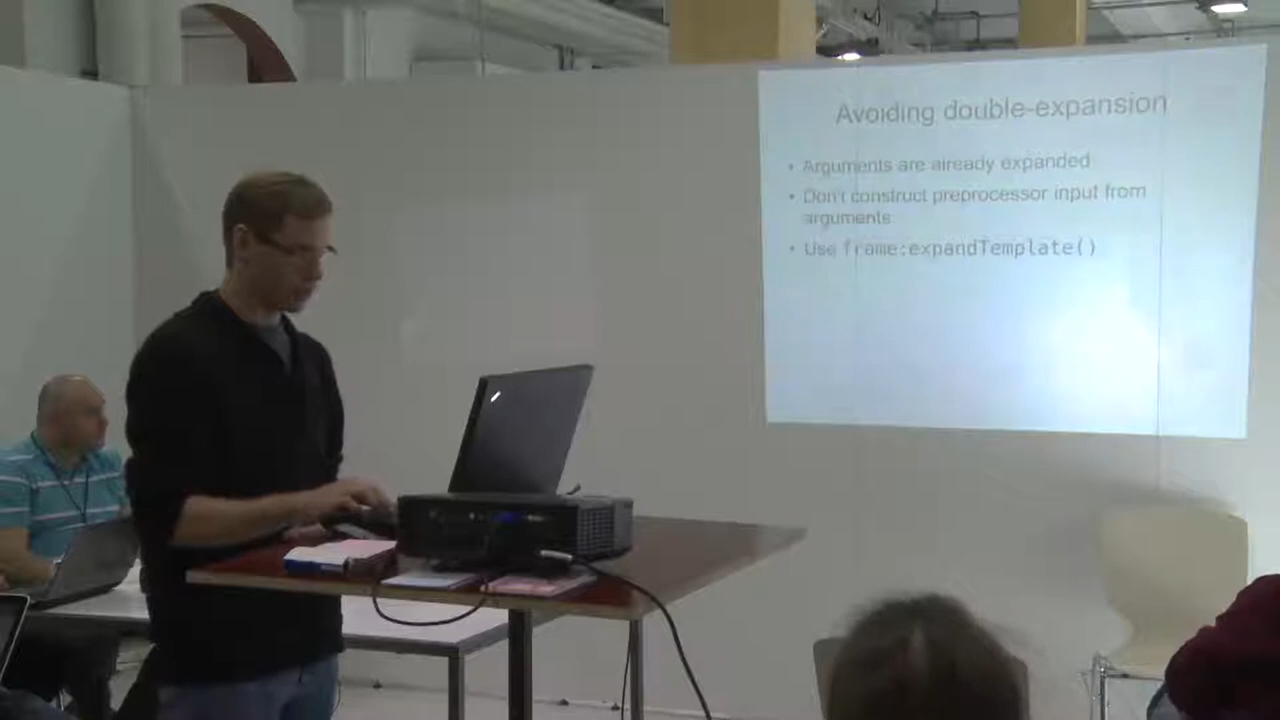 Avoiding double-expansion
• Arguments are already expanded
• Don't construct preprocessor input from
arguments
• Use frame:expandTemplate()